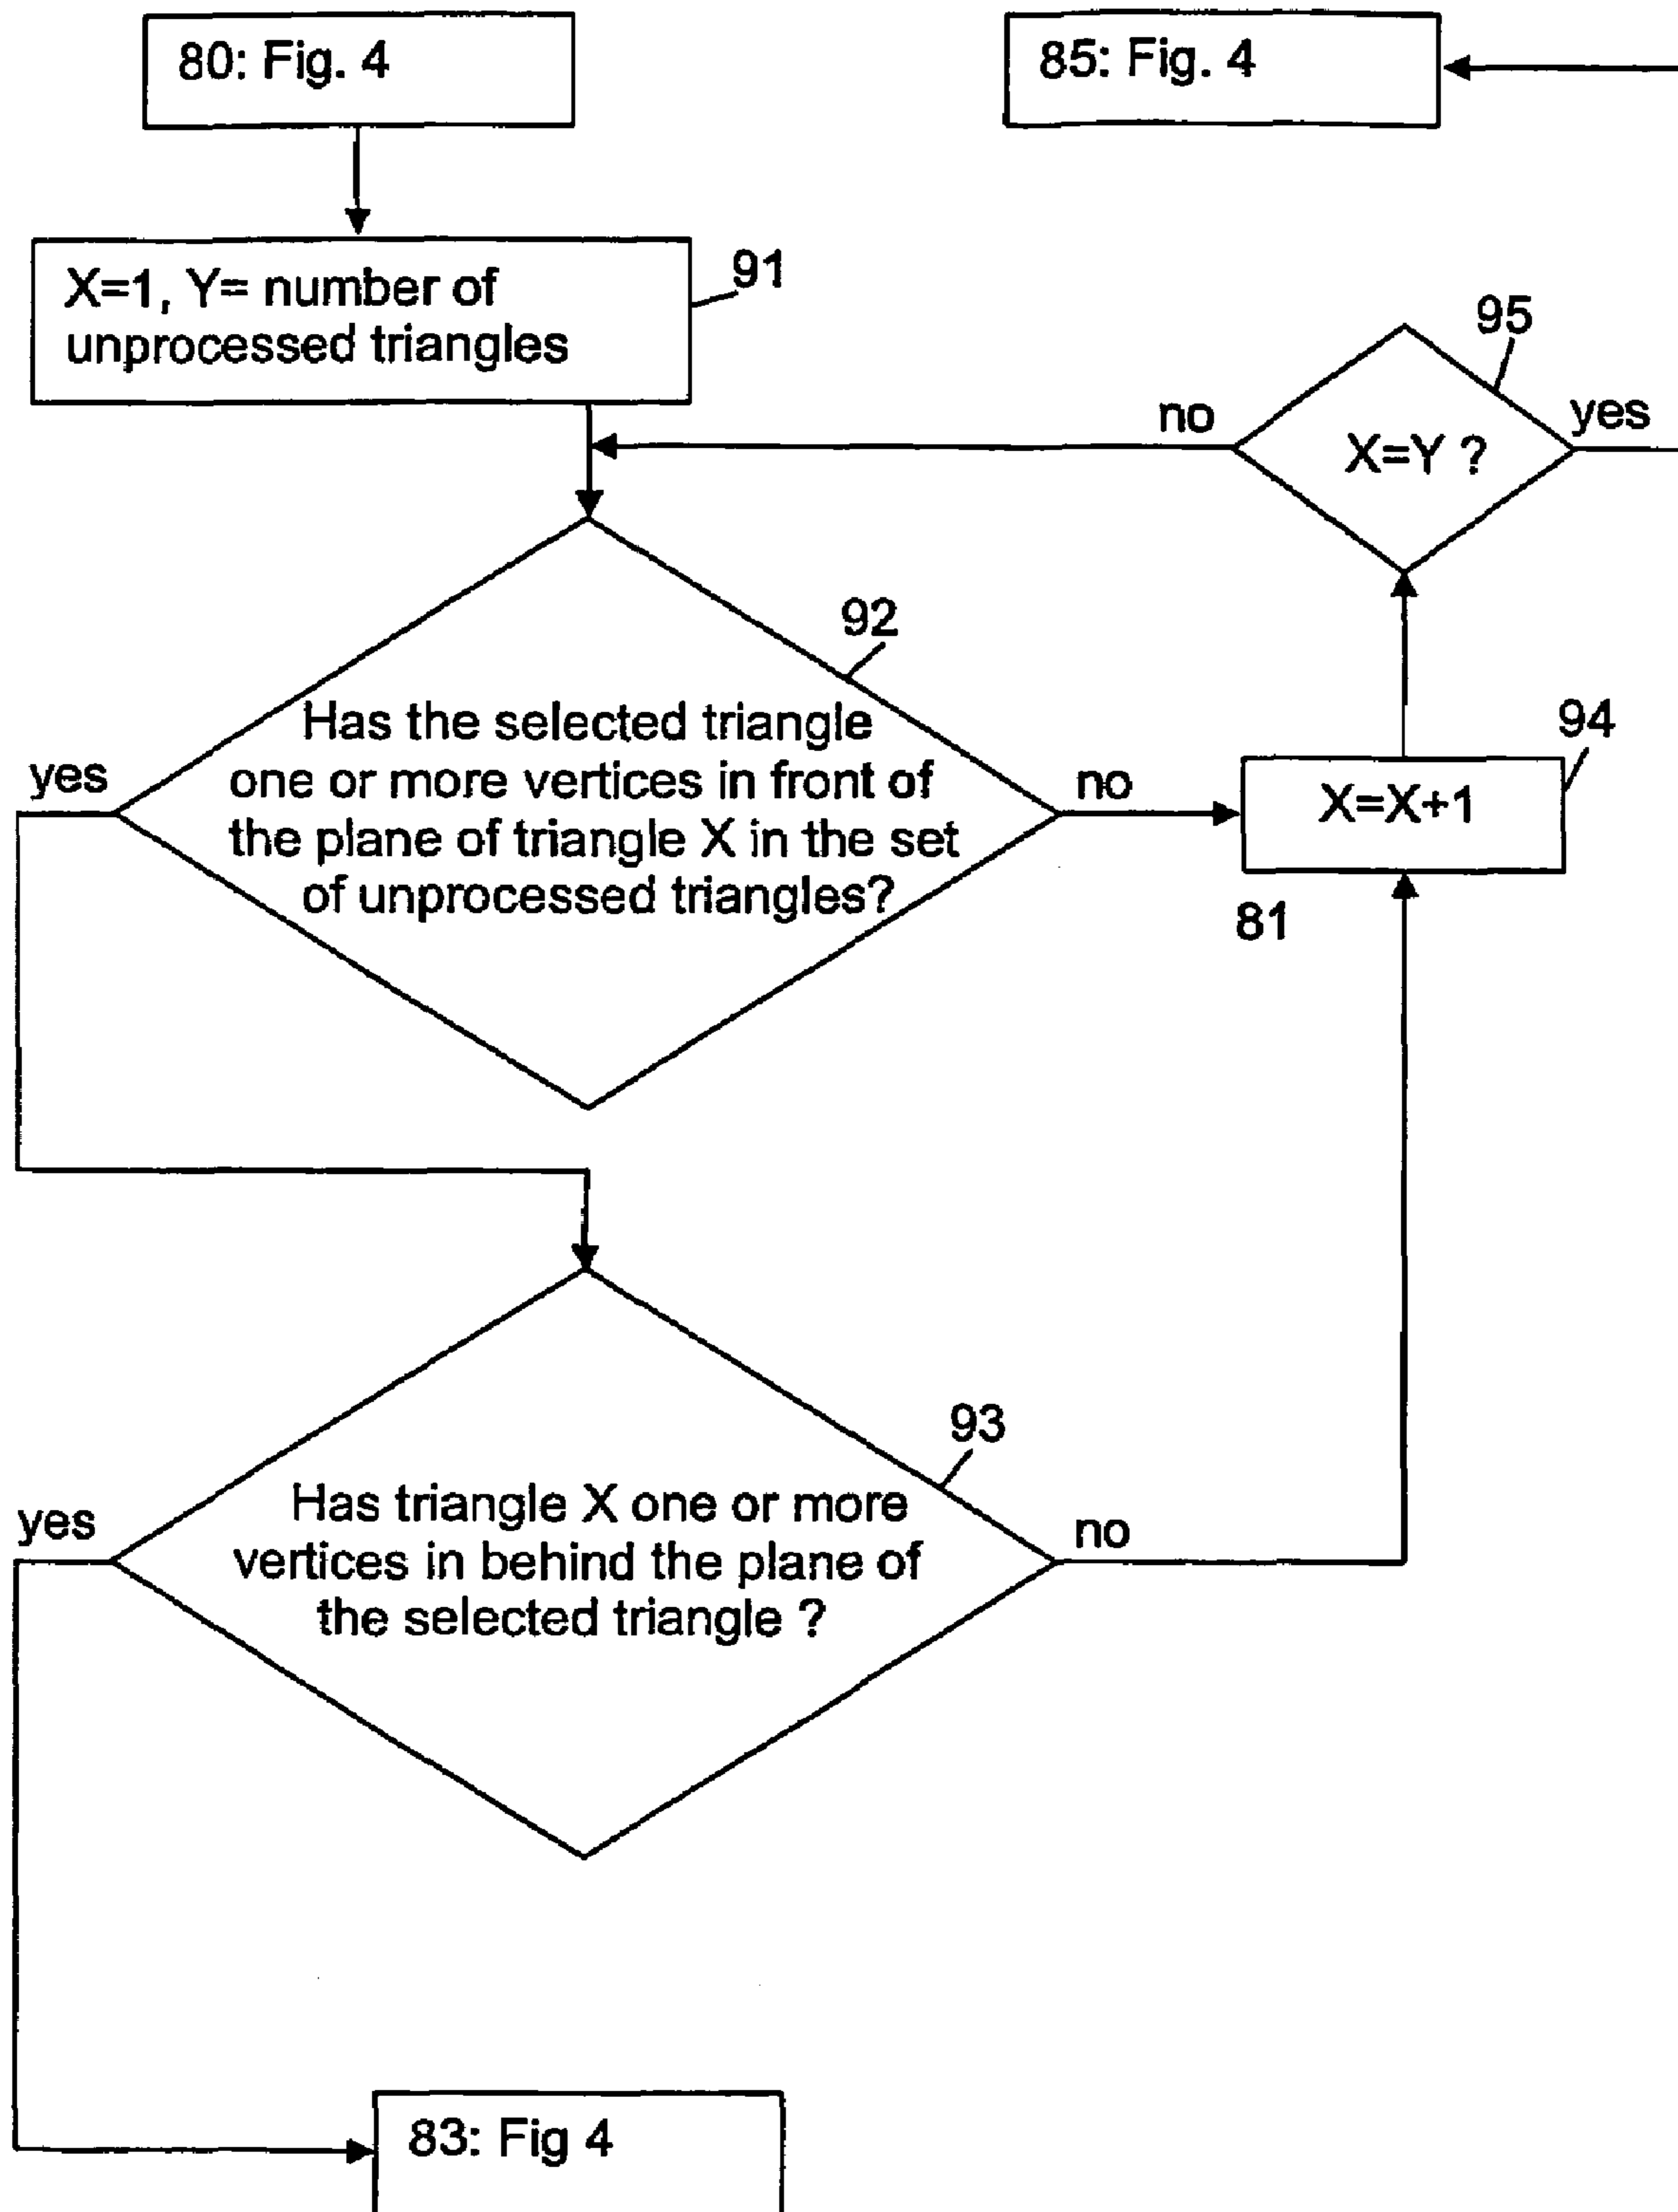 80: Fig. 4
85: Fig. 4
X=1, Y= number of
unprocessed triangles
91
95
no
yes
X=Y ?
92
Has the selected triangle
one or more vertices in front of
the plane of triangle X in the set
of unprocessed triangles?
yes
no
94
X=X+1
81
93
Has triangle X one or more
vertices in behind the plane of
the selected triangle ?
yes
no
83: Fig 4